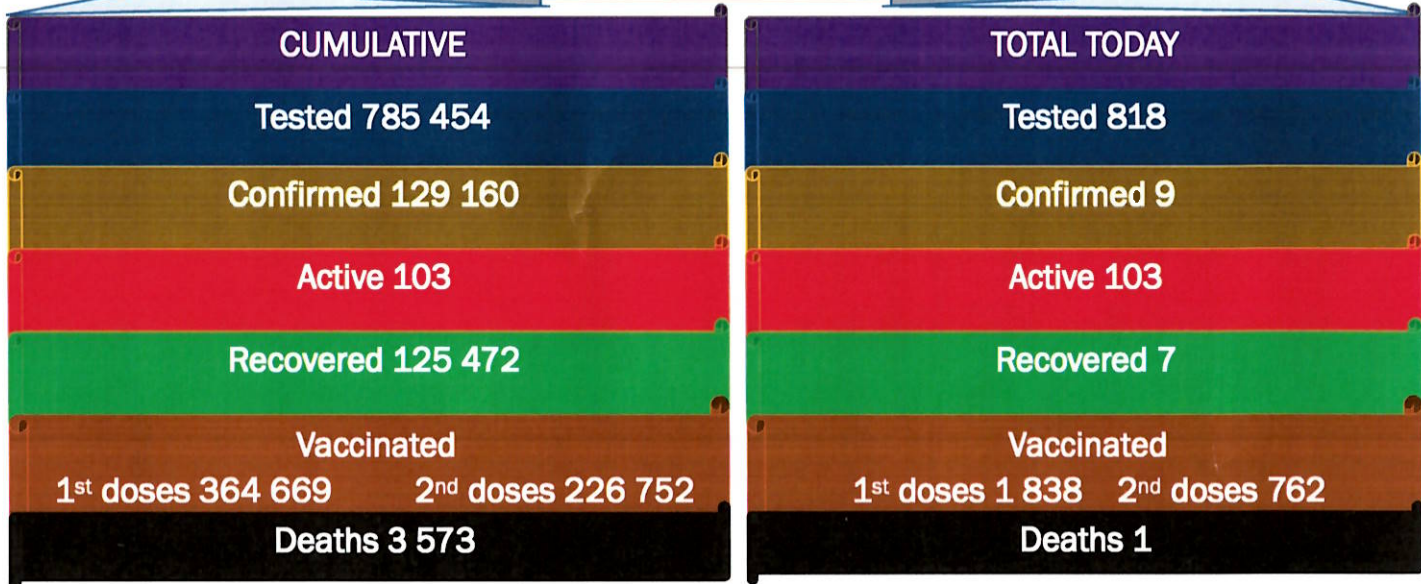 CUMULATIVE
Tested 785 454
Confirmed 129 160
Active 103
Recovered 125 472
Vaccinated
1st doses 364 669 2nd doses 226 752
Deaths 3 573
TOTAL TODAY
Tested 818
Confirmed 9
Active 103
Recovered 7
Vaccinated
1st doses 1 838 2nd doses 762
Deaths 1